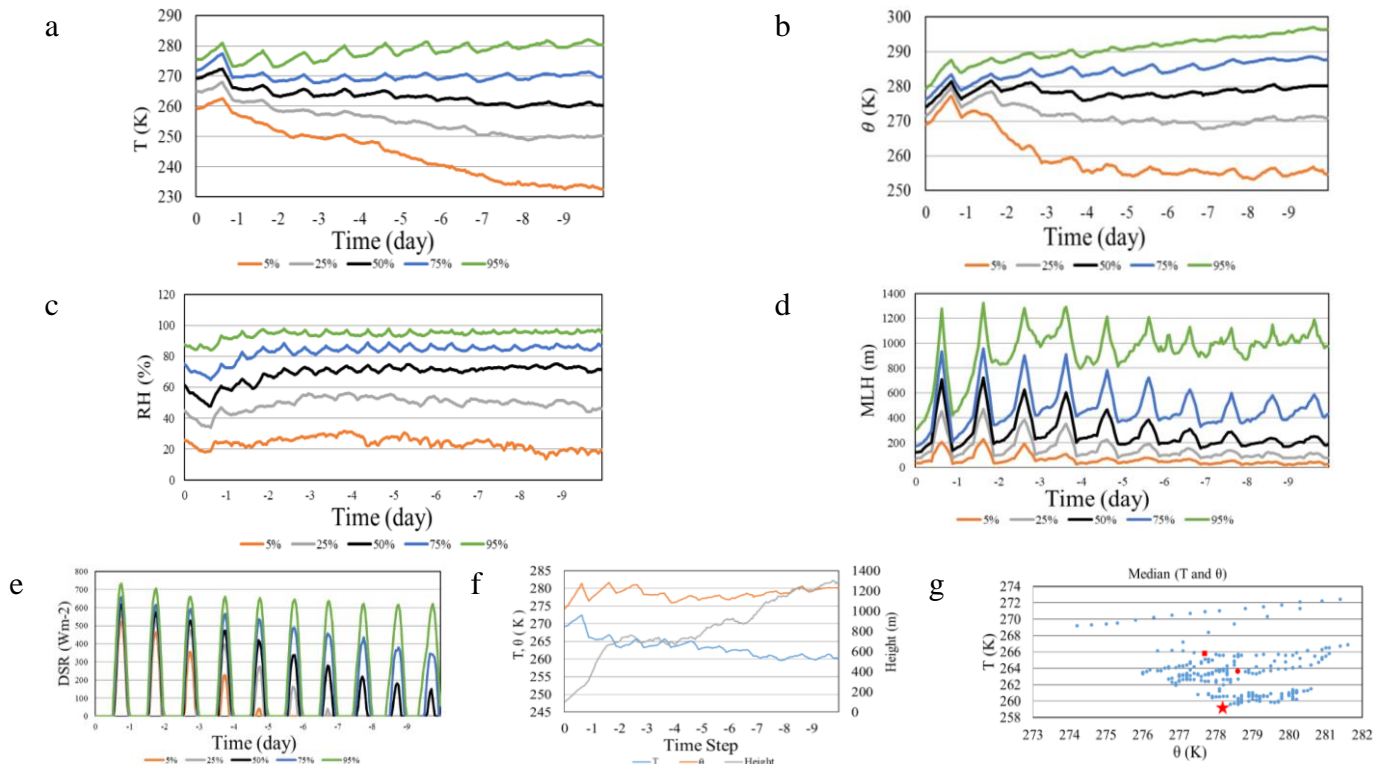 a
T (K)
290
280
270
260
250
240
230
0 -1 -2 -3 -4 -5 -6 -7 -8 -9
Time (day)
5% 25% 50% 75% 95%
b
θ (K)
300
290
280
270
260
250
0 -1 -2 -3 -4 -5 -6 -7 -8 -9
Time (day)
5% 25% 50% 75% 95%
c
RH (%)
120
100
80
60
40
20
0
0 -1 -2 -3 -4 -5 -6 -7 -8 -9
Time (day)
5% 25% 50% 75% 95%
d
MLH (m)
1400
1200
1000
800
600
400
200
0
0 -1 -2 -3 -4 -5 -6 -7 -8 -9
Time (day)
5% 25% 50% 75% 95%
e
DSR (Wm-2)
800
700
600
500
400
300
200
100
0
0 -1 -2 -3 -4 -5 -6 -7 -8 -9
Time (day)
5% 25% 50% 75% 95%
f
T, θ (K)
285
280
275
270
265
260
255
250
245
1400
1200
1000
800
600
400
200
0
Height (m)
0 -1 -2 -3 -4 -5 -6 -7 -8 -9
Time Step
T θ Height
g
Median (T and θ)
T (K)
274
272
270
268
266
264
262
260
258
273 274 275 276 277 278 279 280 281 282
θ (K)